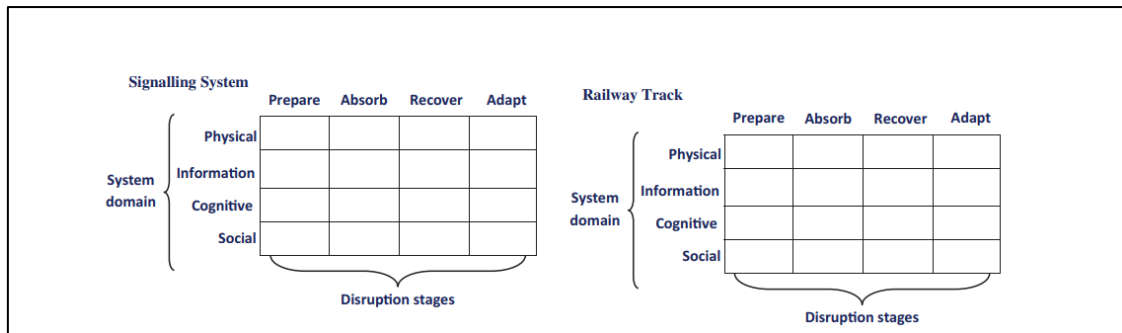 Signalling System
Prepare Absorb Recover Adapt
Physical
Information
System domain
Cognitive
Social
Disruption stages
Railway Track
Prepare Absorb Recover Adapt
Physical
Information
System domain
Cognitive
Social
Disruption stages